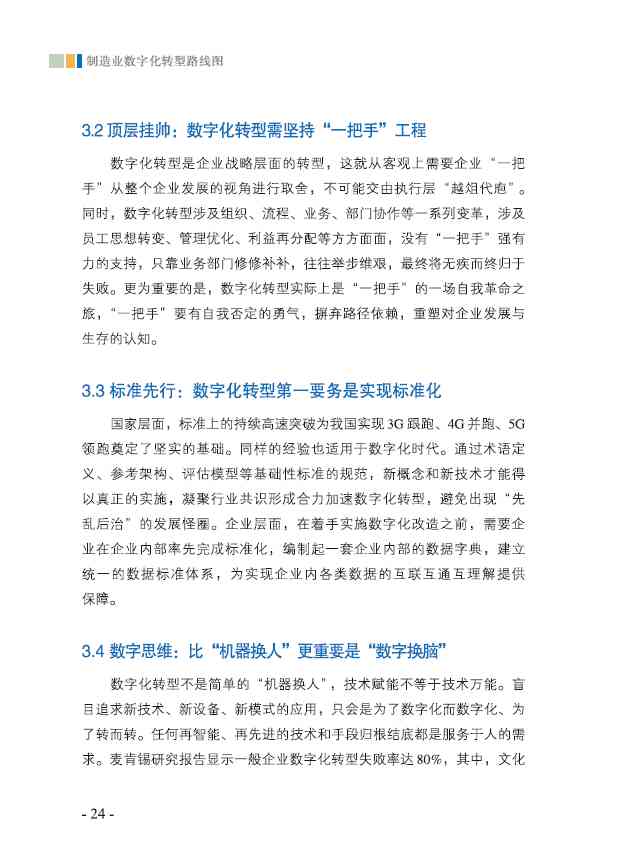 制造业数字化转型路线图
3.2 顶层挂帅：数字化转型需坚持“一把手”工程
数字化转型是企业战略层面的转型，这就从客观上需要企业“一把
手”从整个企业发展的视角进行取舍，不可能交由执行层“越俎代庖”。
同时，数字化转型涉及组织、流程、业务、部门协作等一系列变革，涉及
员工思想转变、管理优化、利益再分配等方方面面，没有“一把手”强有
力的支持，只靠业务部门修修补补，往往举步维艰，最终将无疾而终归于
失败。更为重要的是，数字化转型实际上是“一把手”的一场自我革命之
旅，“一把手”要有自我否定的勇气，摒弃路径依赖，重塑对企业发展与
生存的认知。
3.3 标准先行：数字化转型第一要务是实现标准化
国家层面，标准上的持续高速突破为我国实现 3G 跟跑、4G 并跑、5G
领跑奠定了坚实的基础。同样的经验也适用于数字化时代。通过术语定
义、参考架构、评估模型等基础性标准的规范，新概念和新技术才能得
以真正的实施，凝聚行业共识形成合力加速数字化转型，避免出现“先
乱后治”的发展怪圈。企业层面，在着手实施数字化改造之前，需要企
业在企业内部率先完成标准化，编制起一套企业内部的数据字典，建立
统一的数据标准体系，为实现企业内各类数据的互联互通互理解提供
保障。
3.4 数字思维：比“机器换人”更重要是“数字换脑”
数字化转型不是简单的“机器换人”，技术赋能不等于技术万能。盲
目追求新技术、新设备、新模式的应用，只会是为了数字化而数字化、为
了转而转。任何再智能、再先进的技术和手段归根结底都是服务于人的需
求。麦肯锡研究报告显示一般企业数字化转型失败率达 80%，其中，文化
- 24 -